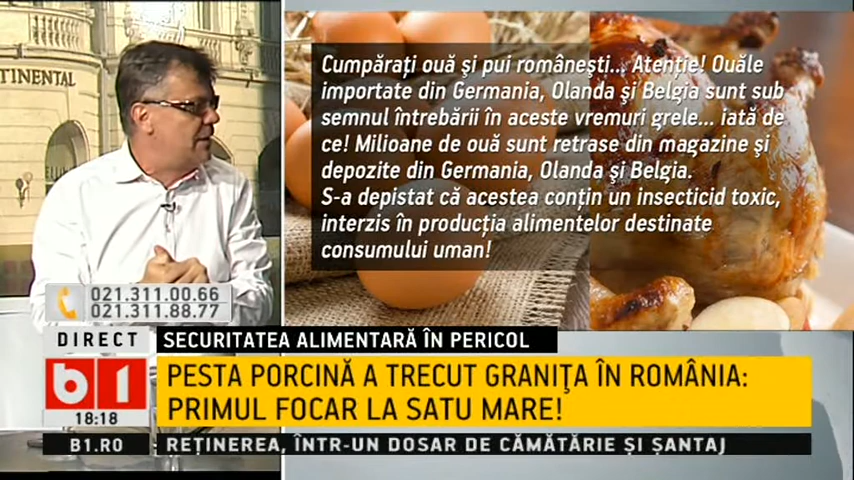 NTINENTAL
Cumpărați ouă și pui românești... Atenție! Ouăle
importate din Germania, Olanda și Belgia sunt sub
semnul întrebării în aceste vremuri grele... iată de
ce! Milioane de ouă sunt retrase din magazine și
depozite din Germania, Olanda și Belgia.
S-a depistat că acestea conțin un insecticid toxic,
interzis în producția alimentelor destinate
consumului uman!
021.311.00.66
021.311.88.77
DIRECT
SECURITATEA ALIMENTARĂ ÎN PERICOL
b1
PESTA PORCINĂ A TRECUT GRANIȚA ÎN ROMÂNIA:
PRIMUL FOCAR LA SATU MARE!
18:18
B1.RO
REȚINEREA, ÎNTR-UN DOSAR DE CĂMĂTĂRIE ȘI ȘANTAJ